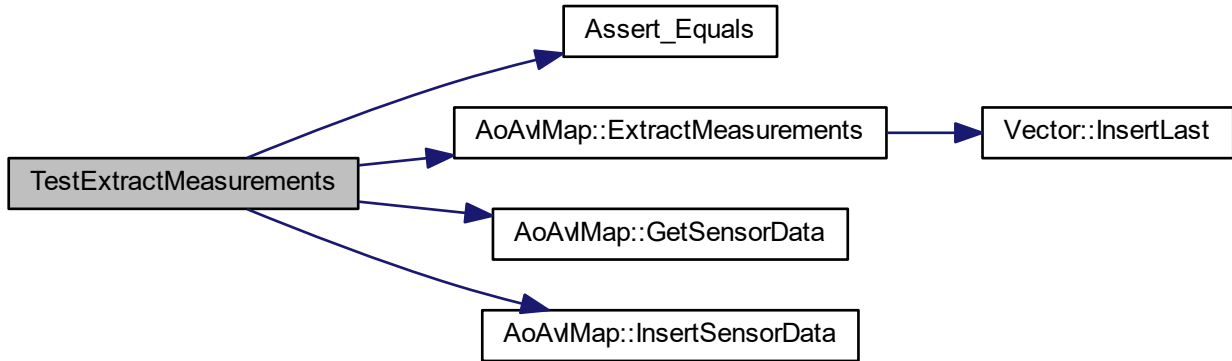 Assert_Equals
AoAvlMap::ExtractMeasurements
Vector::InsertLast
TestExtractMeasurements
AoAvlMap::GetSensorData
AoAvlMap::InsertSensorData